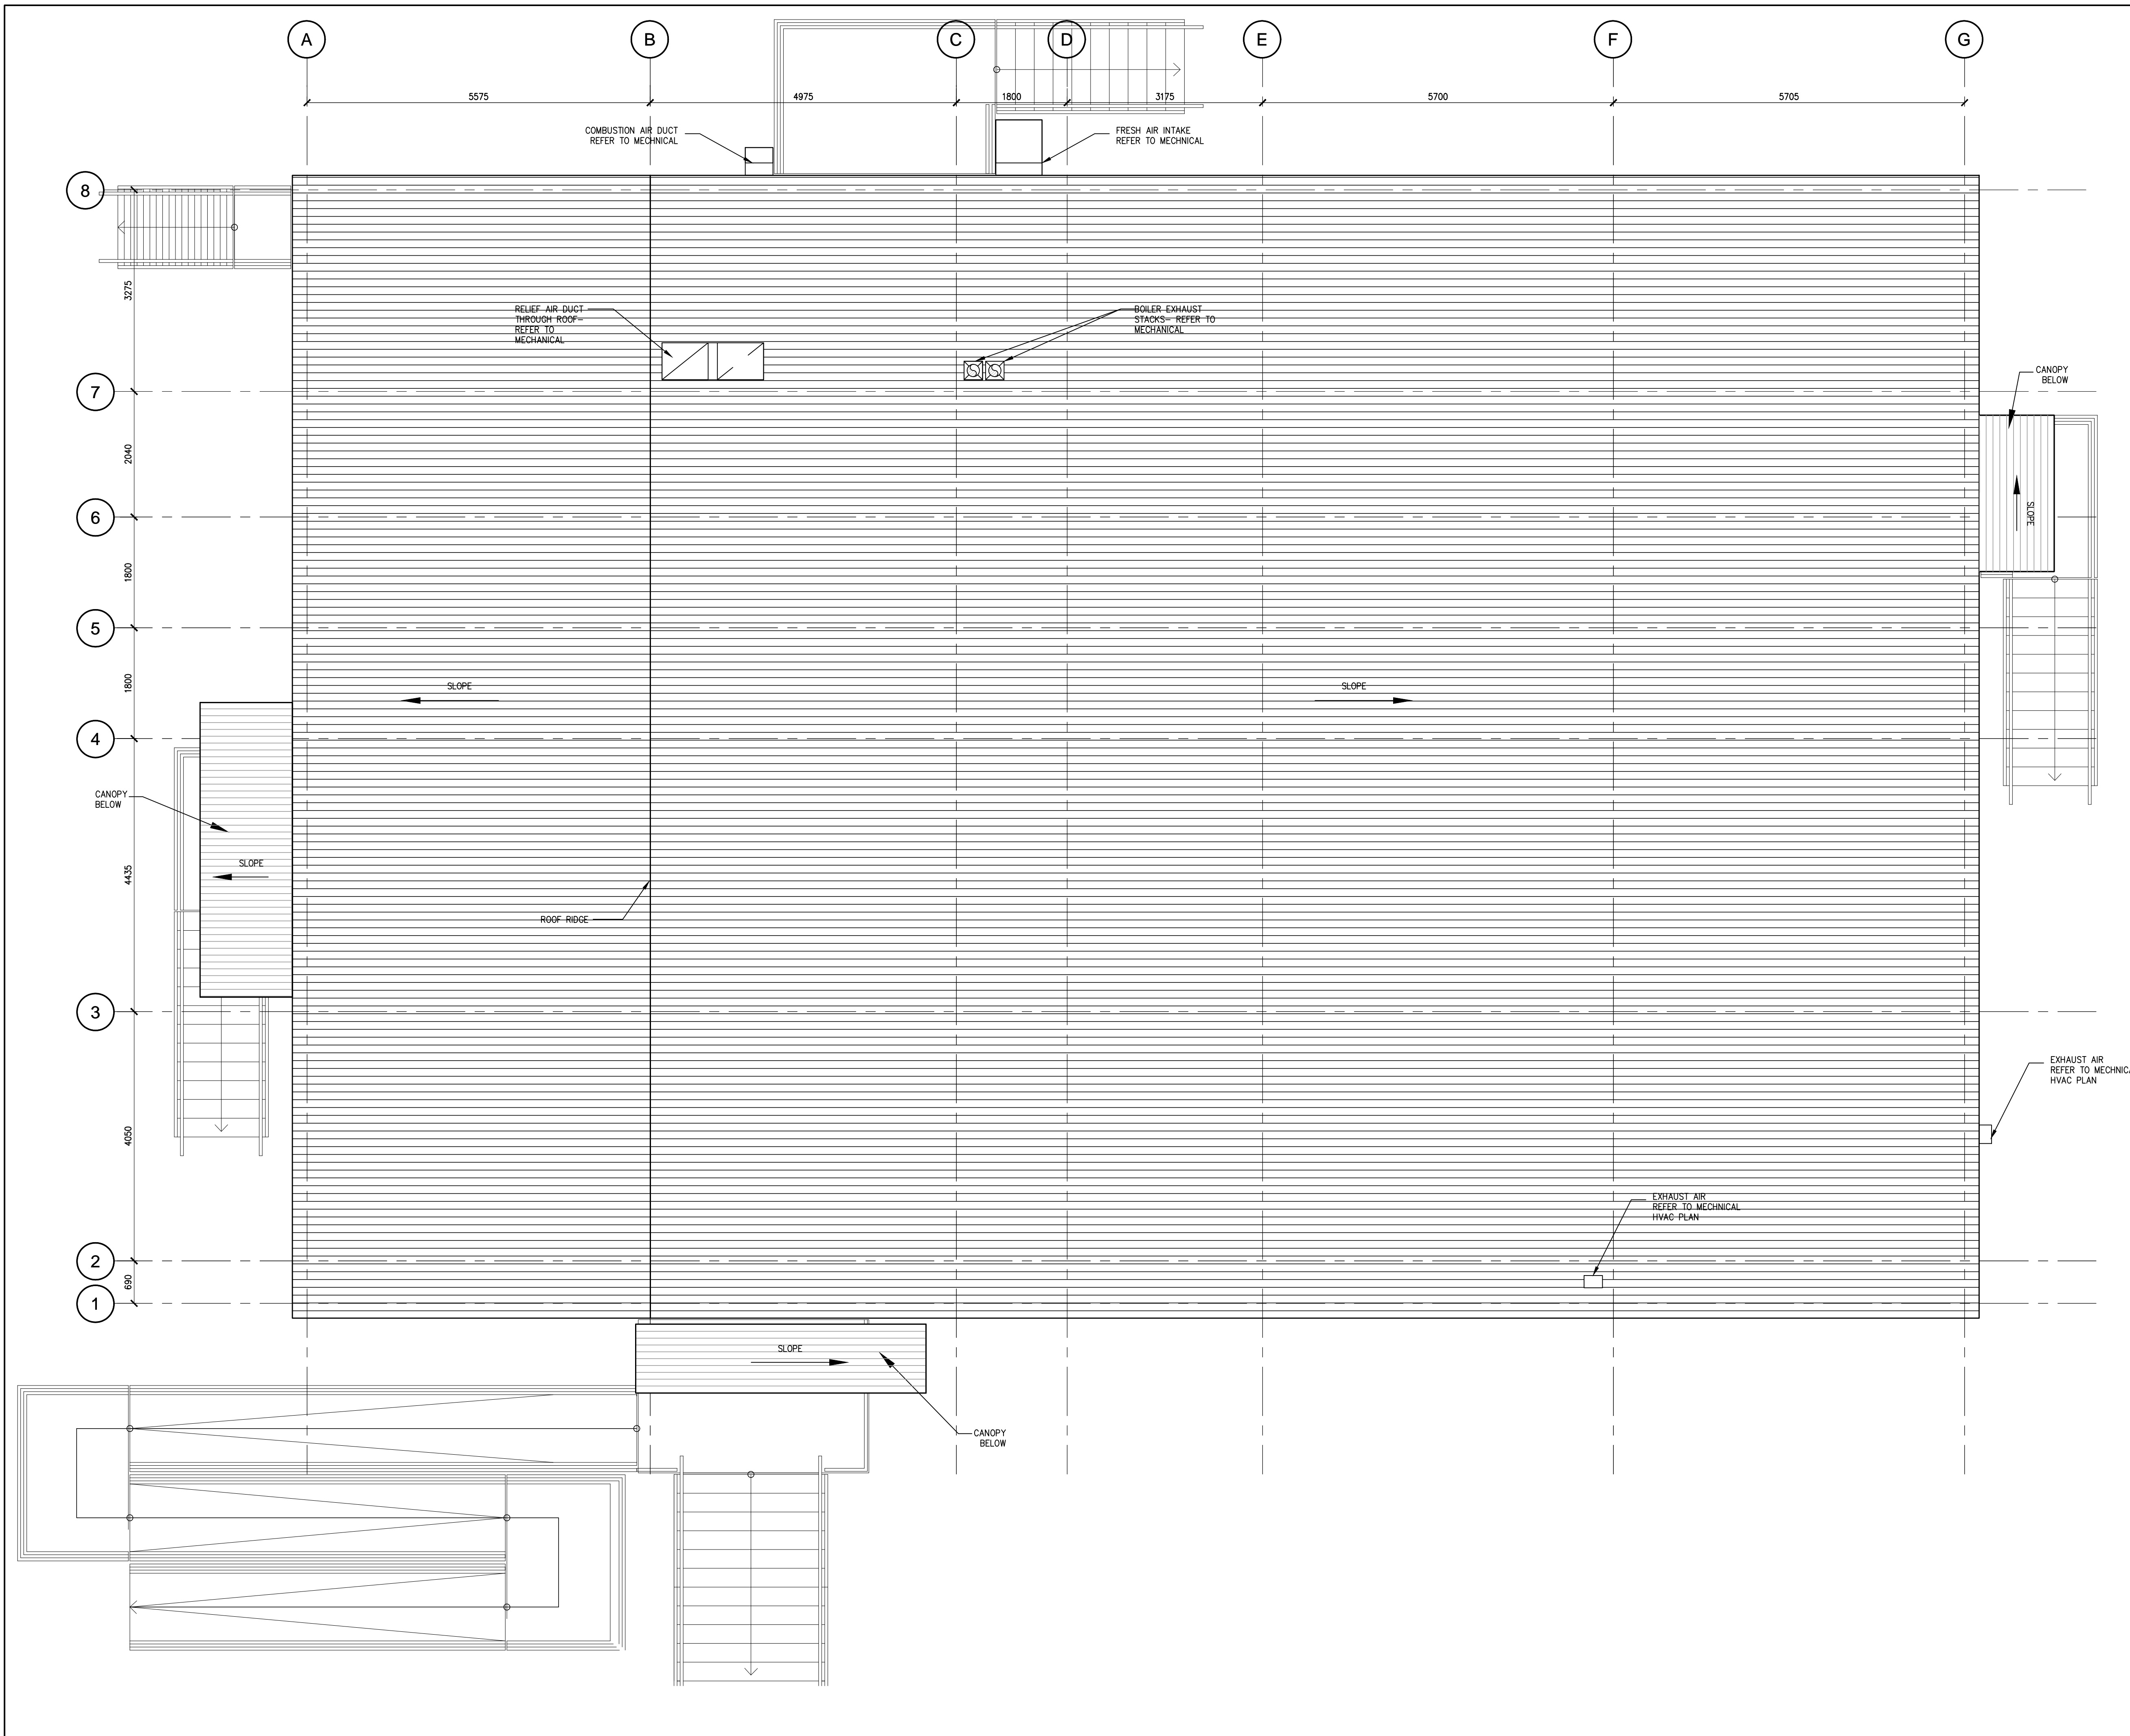 A
B
C
D
E
F
G
5575
4975
1800
3175
5700
5705
COMBUSTION AIR DUCT
REFER TO MECHNICAL
FRESH AIR INTAKE
REFER TO MECHNICAL
8
3275
RELIEF AIR DUCT
THROUGH ROOF-
REFER TO
MECHANICAL
BOILER EXHAUST
STACKS- REFER TO
MECHANICAL
CANOPY
BELOW
7
2040
SLOPE
6
1800
5
1800
SLOPE
SLOPE
4
CANOPY
BELOW
SLOPE
4435
ROOF RIDGE
3
EXHAUST AIR
REFER TO MECHNICA
HVAC PLAN
4050
EXHAUST AIR
REFER TO MECHNICAL
HVAC PLAN
2
690
1
SLOPE
CANOPY
BELOW